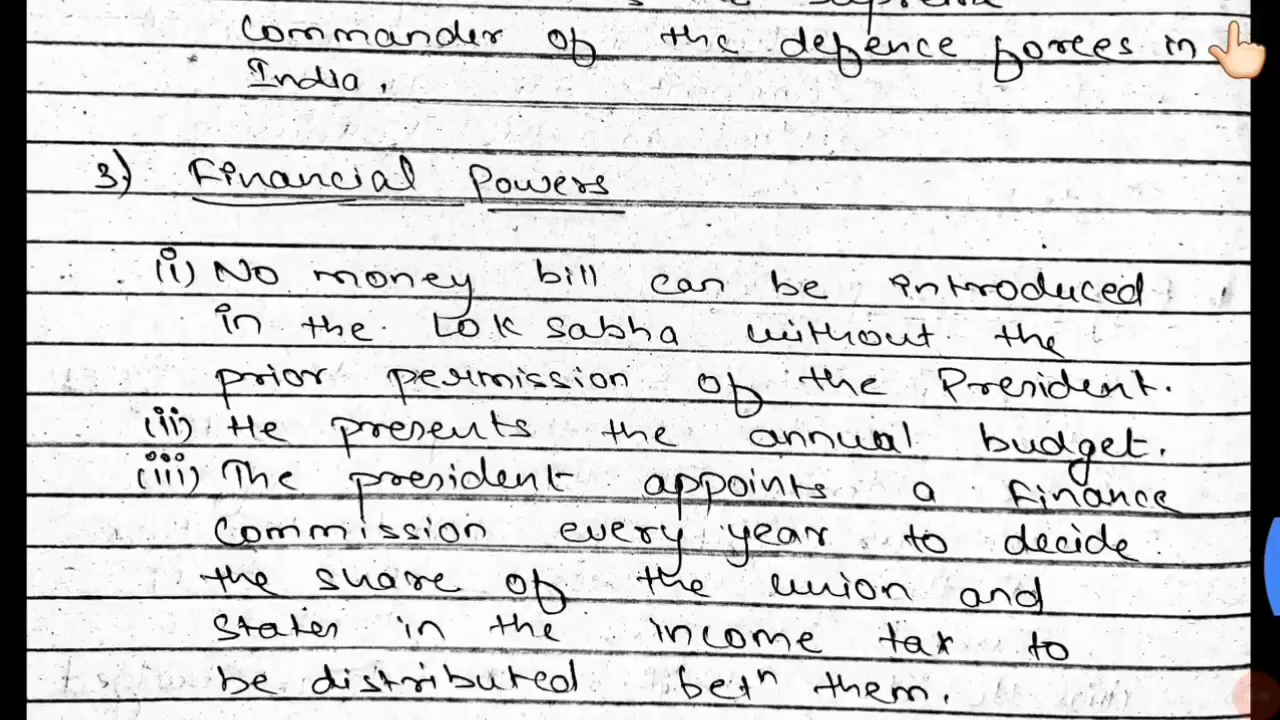 Commander of the defence forces in
India.
3) Financial Powers
(i) No money bill can be introduced
in the Lok sabha without the
prior permission of the President.
(ii) He presents the annual budget.
(iii) The president appoints a Finance
Commission every year to decide
the share of the union and
states in the income tax to
be distributed betn them.